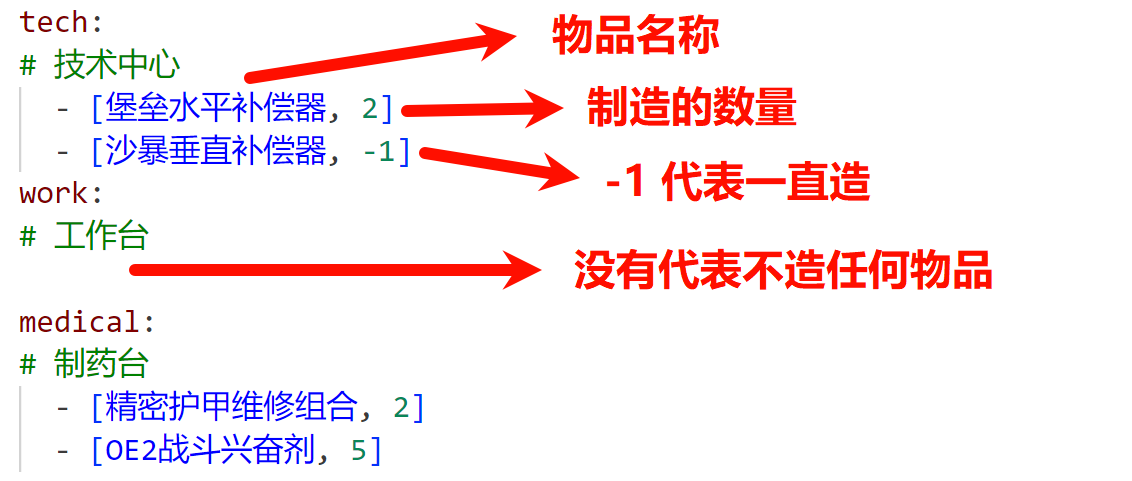 tech:
物品名称
# 技术中心
- [堡垒水平补偿器, 2]
制造的数量
- [沙暴垂直补偿器, -1]
-1 代表一直造
work:
# 工作台
没有代表不造任何物品
medical:
# 制药台
- [精密护甲维修组合, 2]
- [OE2战斗兴奋剂, 5]